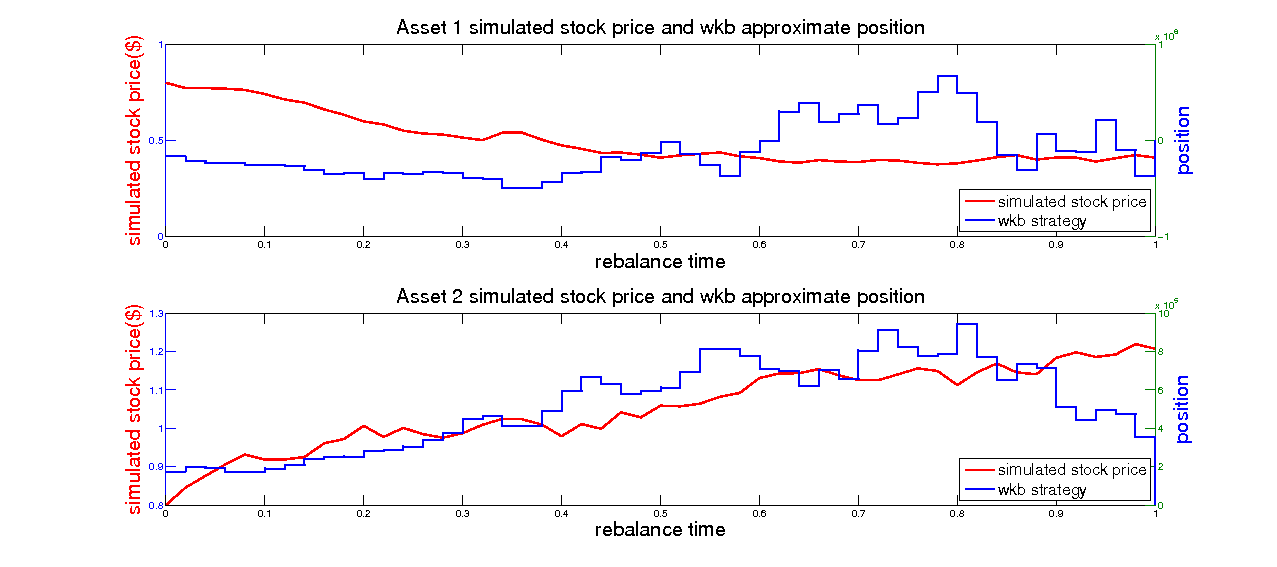 Asset 1 simulated stock price and wkb approximate position
x 10^6
simulated stock price($)
1
0.5
0
1
0
-1
position
simulated stock price
wkb strategy
0 0.1 0.2 0.3 0.4 0.5 0.6 0.7 0.8 0.9 1
rebalance time
Asset 2 simulated stock price and wkb approximate position
x 10^5
simulated stock price($)
1.3
1.2
1.1
1
0.9
0.8
10
8
6
4
2
0
position
simulated stock price
wkb strategy
0 0.1 0.2 0.3 0.4 0.5 0.6 0.7 0.8 0.9 1
rebalance time